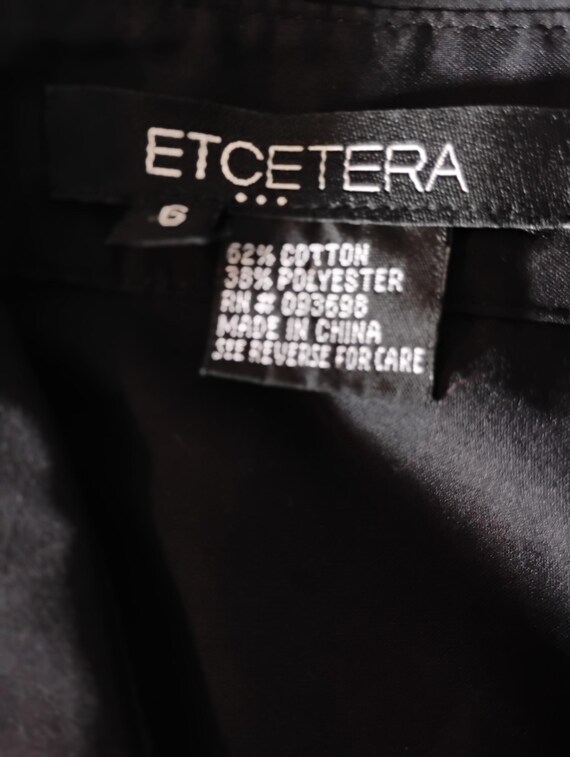 ETCETERA
6
62% COTTON
38% POLYESTER
RN # 093698
MADE IN CHINA
SEE REVERSE FOR CARE